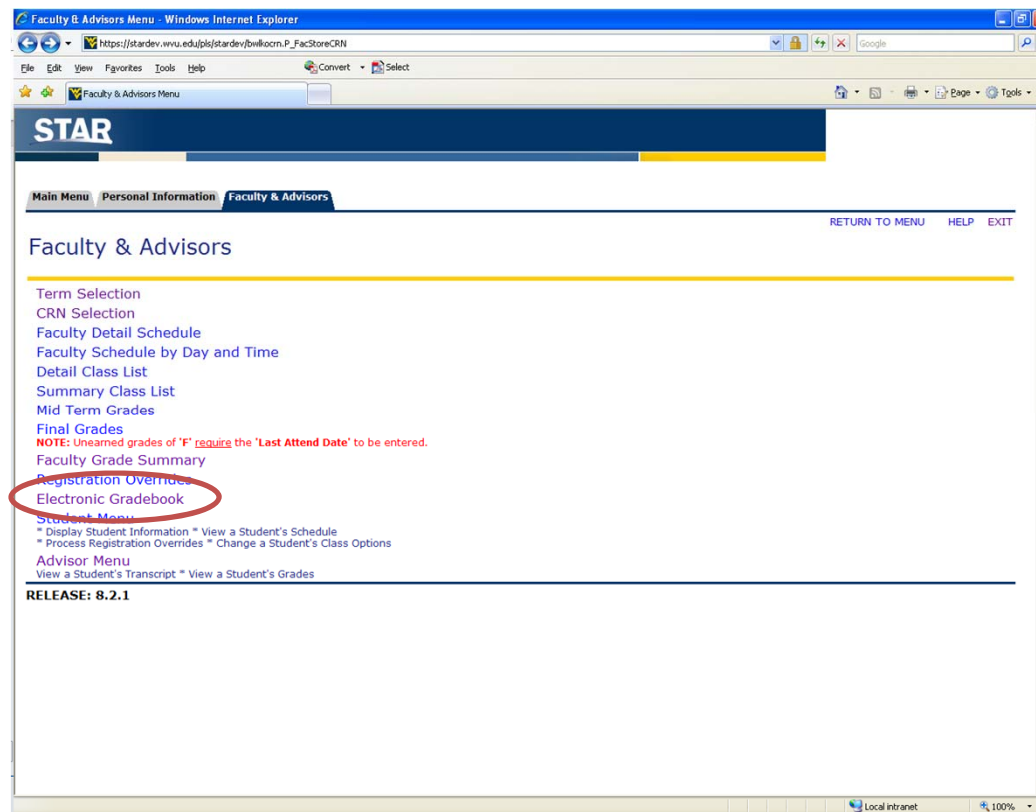 Faculty & Advisors Menu - Windows Internet Explorer
https://stardev.wvu.edu/pls/stardev/bwlkocrn.P_FacStoreCRN
Google
File Edit View Favorites Tools Help Convert Select
Faculty & Advisors Menu Page Tools
STAR
Main Menu Personal Information Faculty & Advisors
RETURN TO MENU HELP EXIT
Faculty & Advisors
Term Selection
CRN Selection
Faculty Detail Schedule
Faculty Schedule by Day and Time
Detail Class List
Summary Class List
Mid Term Grades
Final Grades
NOTE: Unearned grades of 'F' require the 'Last Attend Date' to be entered.
Faculty Grade Summary
Registration Overrides
Electronic Gradebook
Student Menu
* Display Student Information * View a Student's Schedule
* Process Registration Overrides * Change a Student's Class Options
Advisor Menu
View a Student's Transcript * View a Student's Grades
RELEASE: 8.2.1
Local intranet 100%